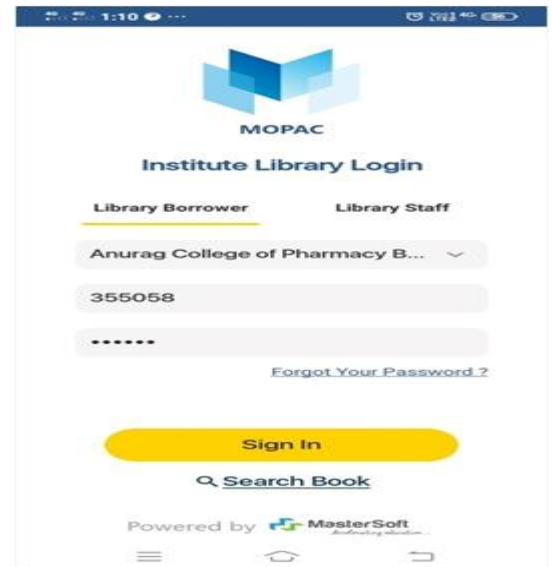 1:10
MOPAC
Institute Library Login
Library Borrower Library Staff
Anurag College of Pharmacy B...
355058
••••••
Forgot Your Password ?
Sign In
Search Book
Powered by MasterSoft